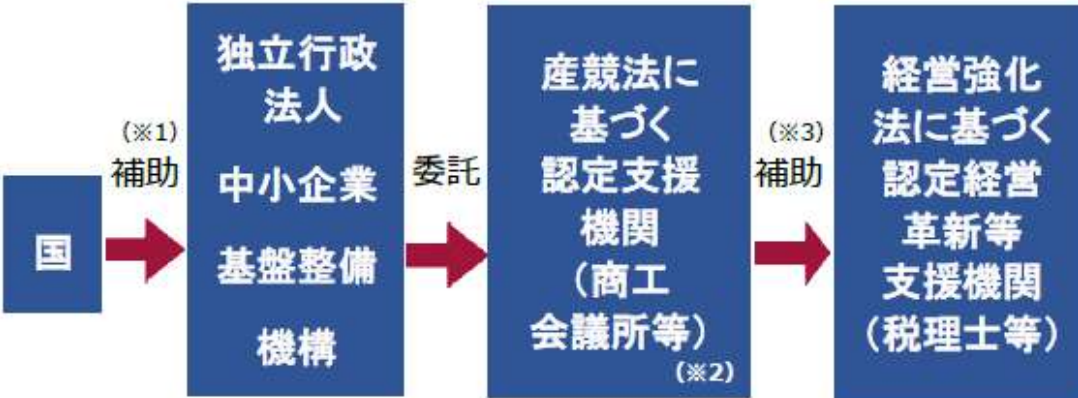 国
(※1)
補助
独立行政
法人
中小企業
基盤整備
機構
委託
産競法に
基づく
認定支援
機関
(商工
会議所等)
(※2)
(※3)
補助
経営強化
法に基づく
認定経営
革新等
支援機関
(税理士等)